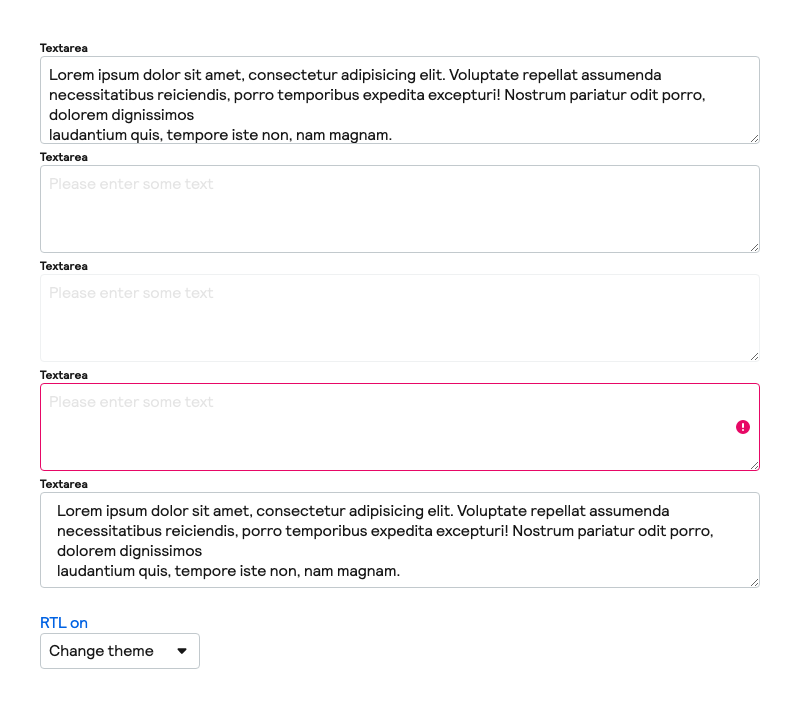 Textarea
Lorem ipsum dolor sit amet, consectetur adipisicing elit. Voluptate repellat assumenda
necessitatibus reiciendis, porro temporibus expedita excepturi! Nostrum pariatur odit porro,
dolorem dignissimos
laudantium quis, tempore iste non, nam magnam.
Textarea
Please enter some text
Textarea
Please enter some text
Textarea
Please enter some text
Textarea
Lorem ipsum dolor sit amet, consectetur adipisicing elit. Voluptate repellat assumenda
necessitatibus reiciendis, porro temporibus expedita excepturi! Nostrum pariatur odit porro,
dolorem dignissimos
laudantium quis, tempore iste non, nam magnam.
RTL on
Change theme